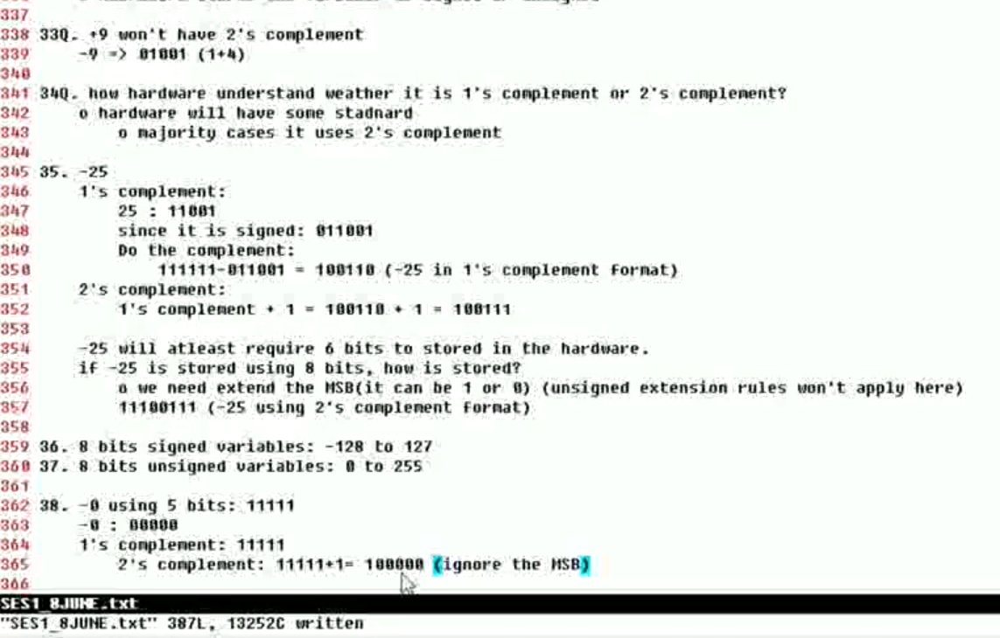 337
338 33Q. +9 won't have 2's complement
339 -9 => 01001 (1+4)
340
341 34Q. how hardware understand weather it is 1's complement or 2's complement?
342 o hardware will have some stadnard
343 o majority cases it uses 2's complement
344
345 35. -25
346 1's complement:
347 25 : 11001
348 since it is signed: 011001
349 Do the complement:
350 111111-011001 = 100110 (-25 in 1's complement format)
351 2's complement:
352 1's complement + 1 = 100110 + 1 = 100111
353
354 -25 will atleast require 6 bits to stored in the hardware.
355 if -25 is stored using 8 bits, how is stored?
356 o we need extend the MSB(it can be 1 or 0) (unsigned extension rules won't apply here)
357 11100111 (-25 using 2's complement format)
358
359 36. 8 bits signed variables: -128 to 127
360 37. 8 bits unsigned variables: 0 to 255
361
362 38. -0 using 5 bits: 11111
363 -0 : 00000
364 1's complement: 11111
365 2's complement: 11111+1= 100000 (ignore the MSB)
366
SES1_8JUNE.txt
"SES1_8JUNE.txt" 387L, 13252C written